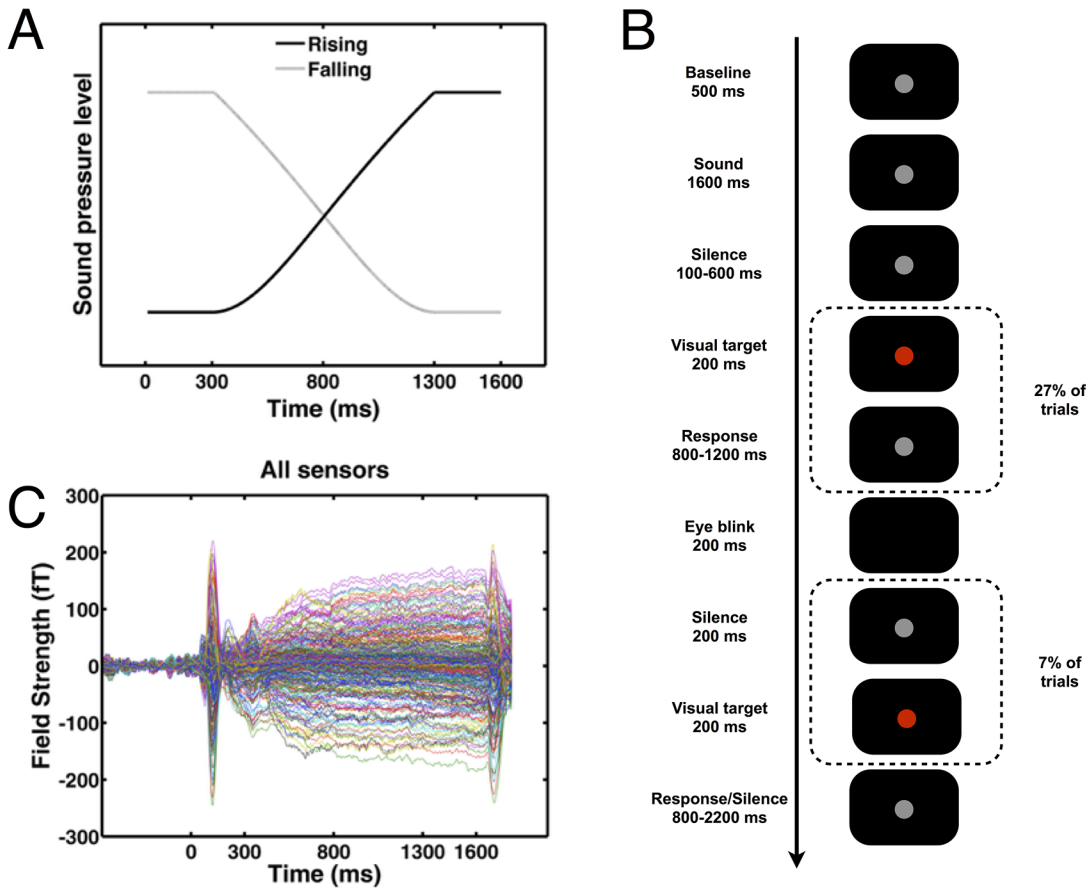 A
Rising
Falling
Sound pressure level
0 300 800 1300 1600
Time (ms)
B
Baseline
500 ms
Sound
1600 ms
Silence
100-600 ms
Visual target
200 ms
Response
800-1200 ms
27% of
trials
Eye blink
200 ms
Silence
200 ms
Visual target
200 ms
7% of
trials
Response/Silence
800-2200 ms
C
All sensors
Field Strength (fT)
300
200
100
0
-100
-200
-300
0 300 800 1300 1600
Time (ms)